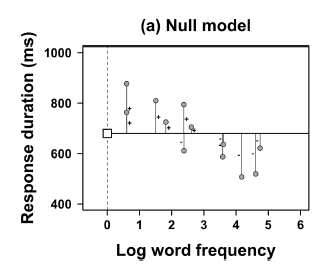 (a) Null model
Response duration (ms)
1000
800
600
400
0 1 2 3 4 5 6
Log word frequency